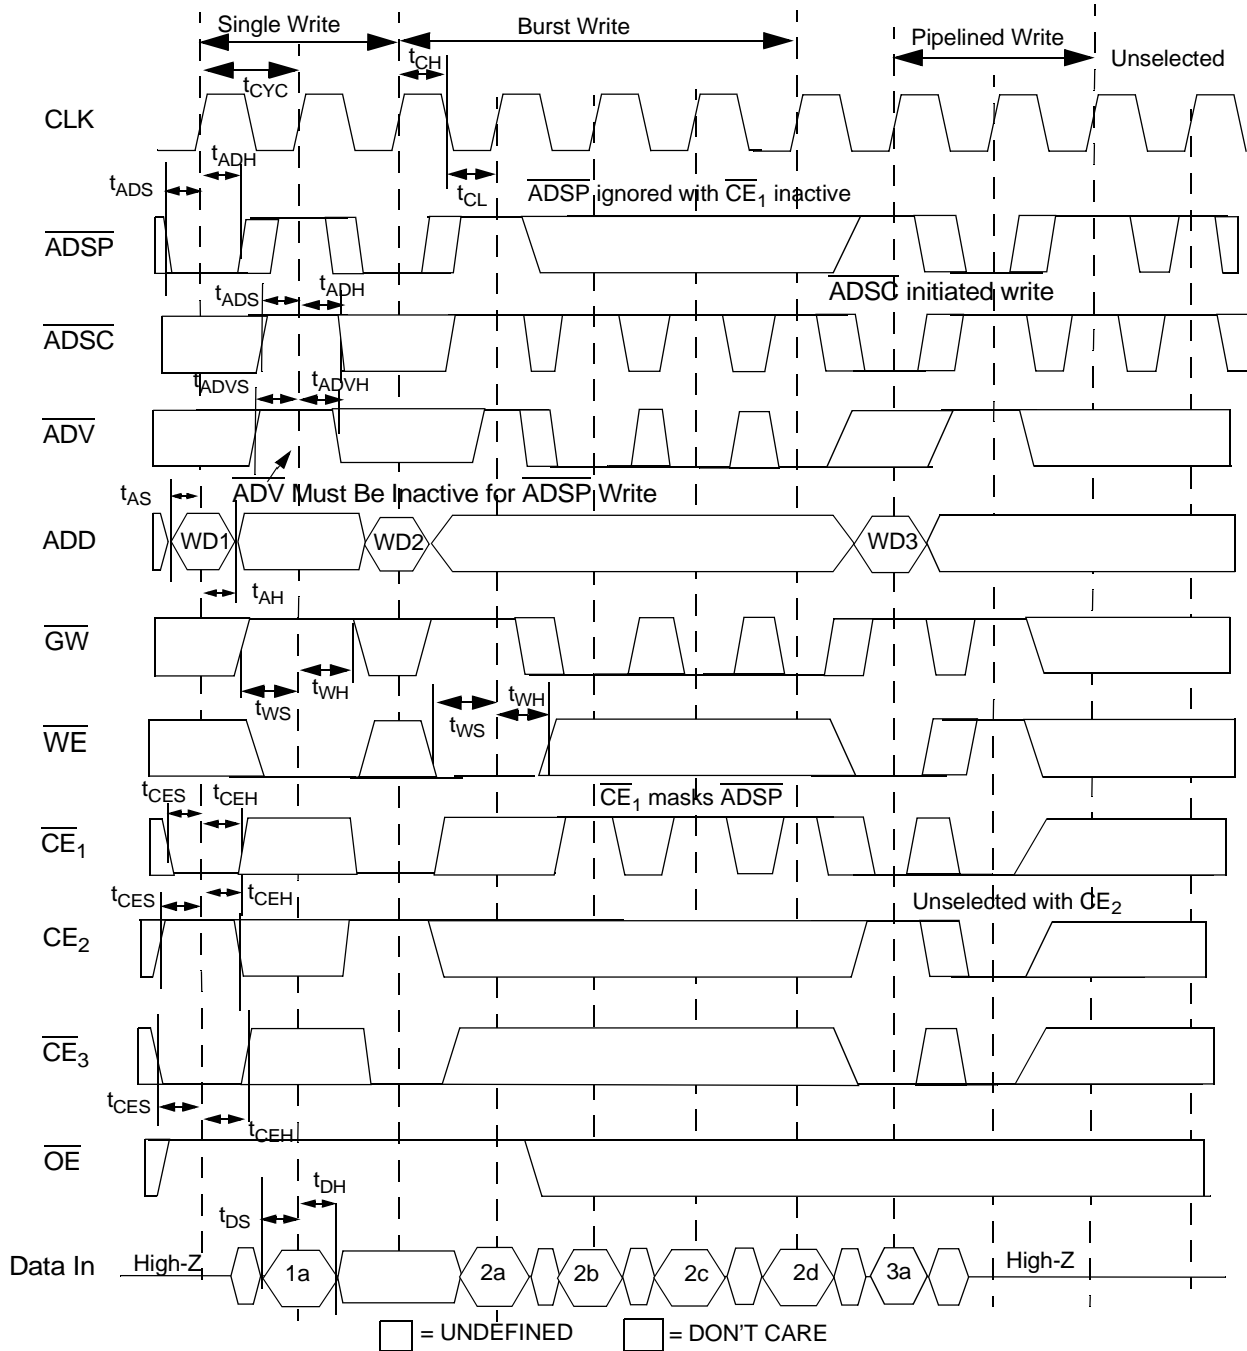 Single Write
Burst Write
Pipelined Write
Unselected
tCH
tCYC
CLK
tADH
tADS
tCL
ADSP ignored with CE1 inactive
ADSP
tADS
tADH
ADSC initiated write
ADSC
tADVS
tADVH
ADV
ADV Must Be Inactive for ADSP Write
tAS
ADD
WD1
WD2
WD3
tAH
GW
tWS
tWH
tWS
tWH
WE
tCES
tCEH
CE1 masks ADSP
CE1
tCES
tCEH
Unselected with CE2
CE2
CE3
tCES
tCEH
OE
tDH
tDS
Data In
High-Z
1a
2a
2b
2c
2d
3a
High-Z
= UNDEFINED
= DON'T CARE